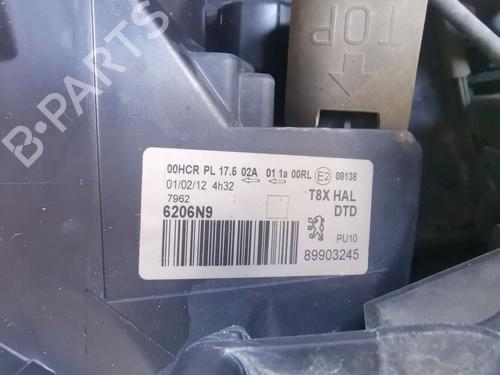 TOP
00HCR PL 17.5 02A 01 1a 00RL E2 08138
01/02/12 4h32 T8X HAL
7962 DTD
6206N9
PU10
89903245
B-PARTS